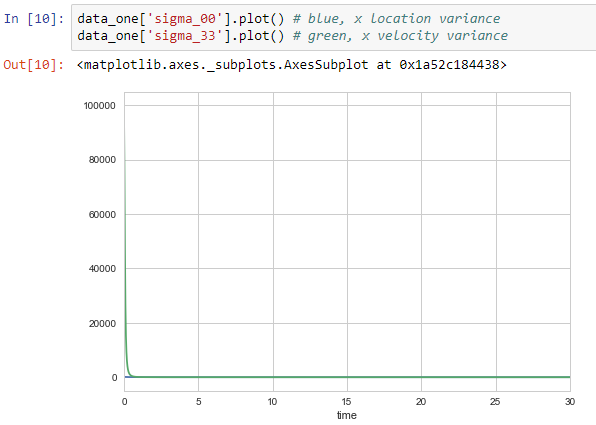 In [10]: data_one['sigma_00'].plot() # blue, x location variance
data_one['sigma_33'].plot() # green, x velocity variance
Out[10]: <matplotlib.axes._subplots.AxesSubplot at 0x1a52c184438>
100000
80000
60000
40000
20000
0
0 5 10 15 20 25 30
time